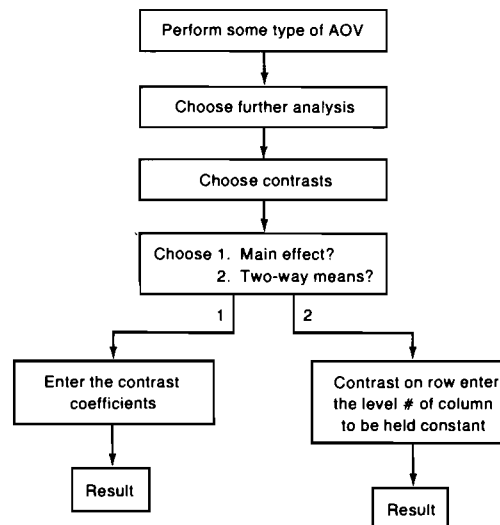 Perform some type of AOV
Choose further analysis
Choose contrasts
Choose 1. Main effect?
2. Two-way means?
1
2
Enter the contrast
coefficients
Contrast on row enter
the level # of column
to be held constant
Result
Result